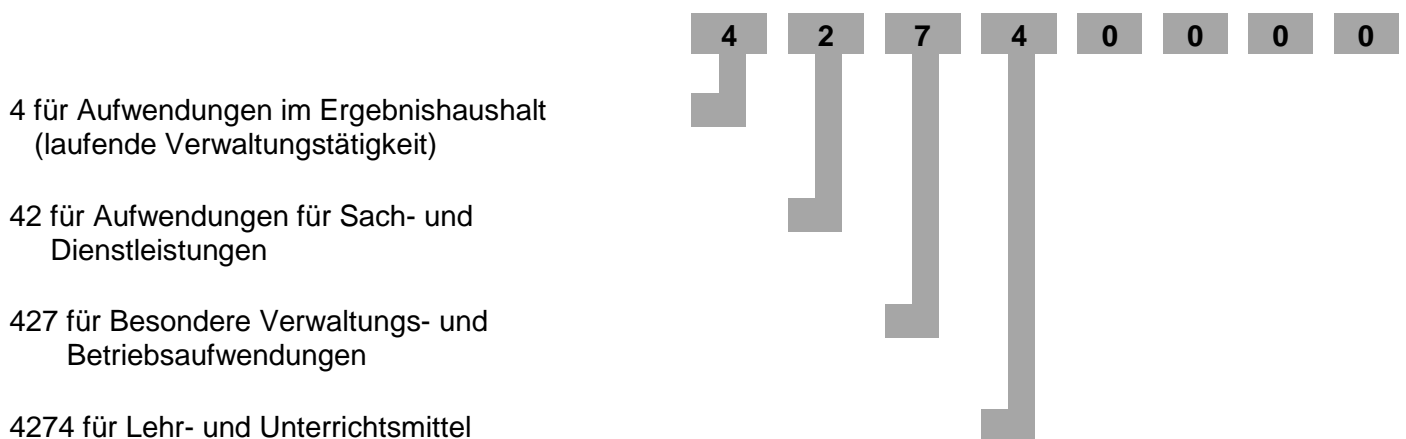 4 2 7 4 0 0 0 0
4 für Aufwendungen im Ergebnishaushalt
(laufende Verwaltungstätigkeit)
42 für Aufwendungen für Sach- und
Dienstleistungen
427 für Besondere Verwaltungs- und
Betriebsaufwendungen
4274 für Lehr- und Unterrichtsmittel